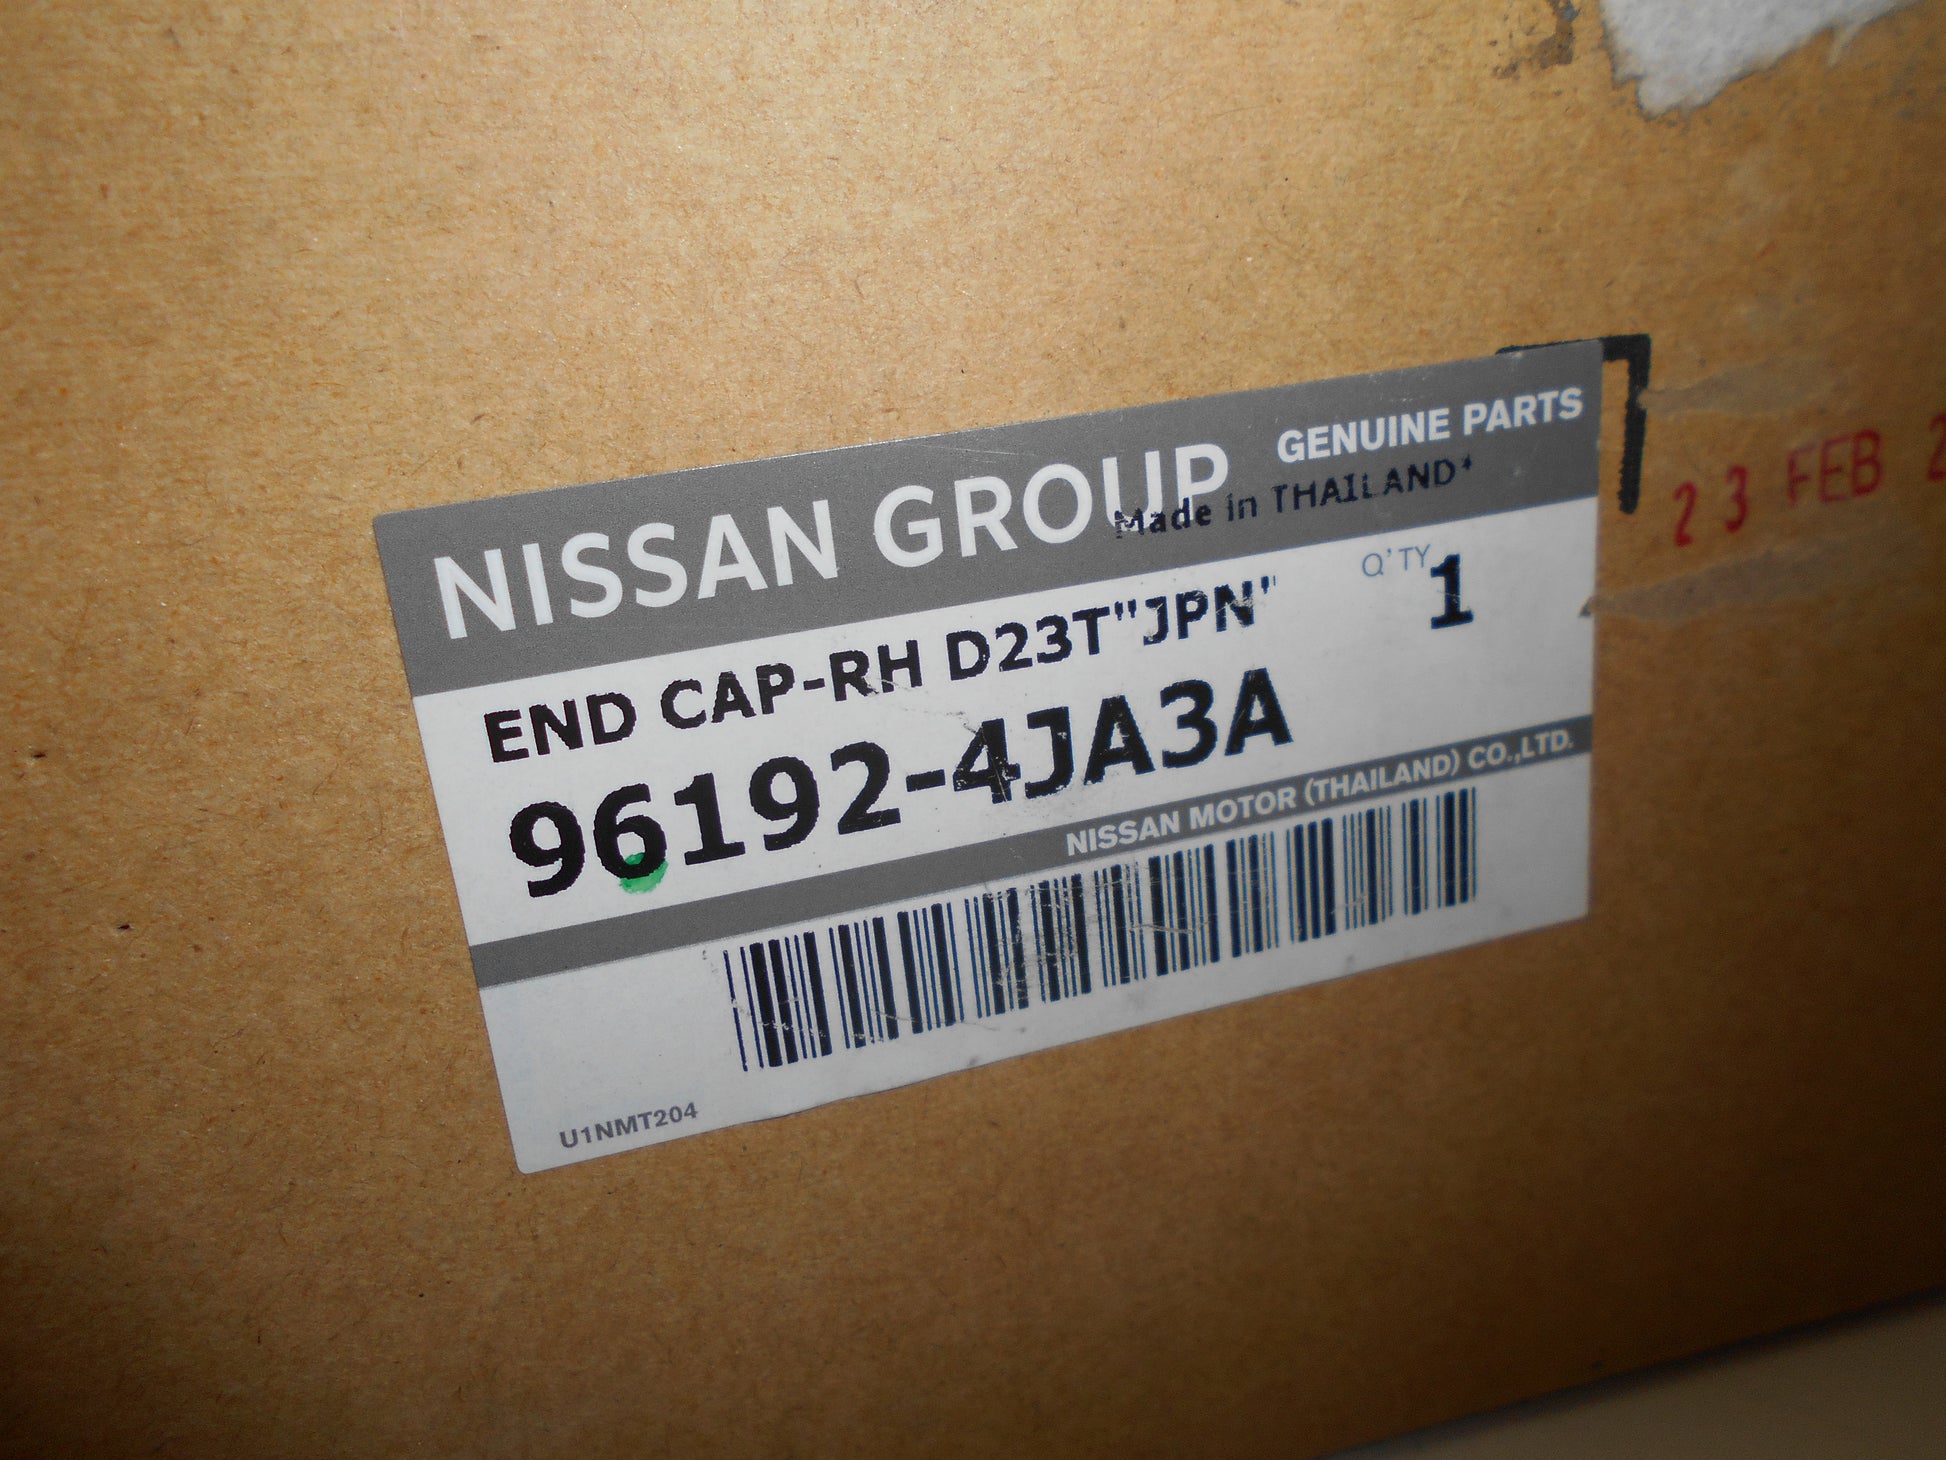 NISSAN GROUP GENUINE PARTS
Made in THAILAND*
END CAP-RH D23T"JPN" Q'TY 1
96192-4JA3A
NISSAN MOTOR (THAILAND) CO.,LTD.
U1NMT204
23 FEB 2